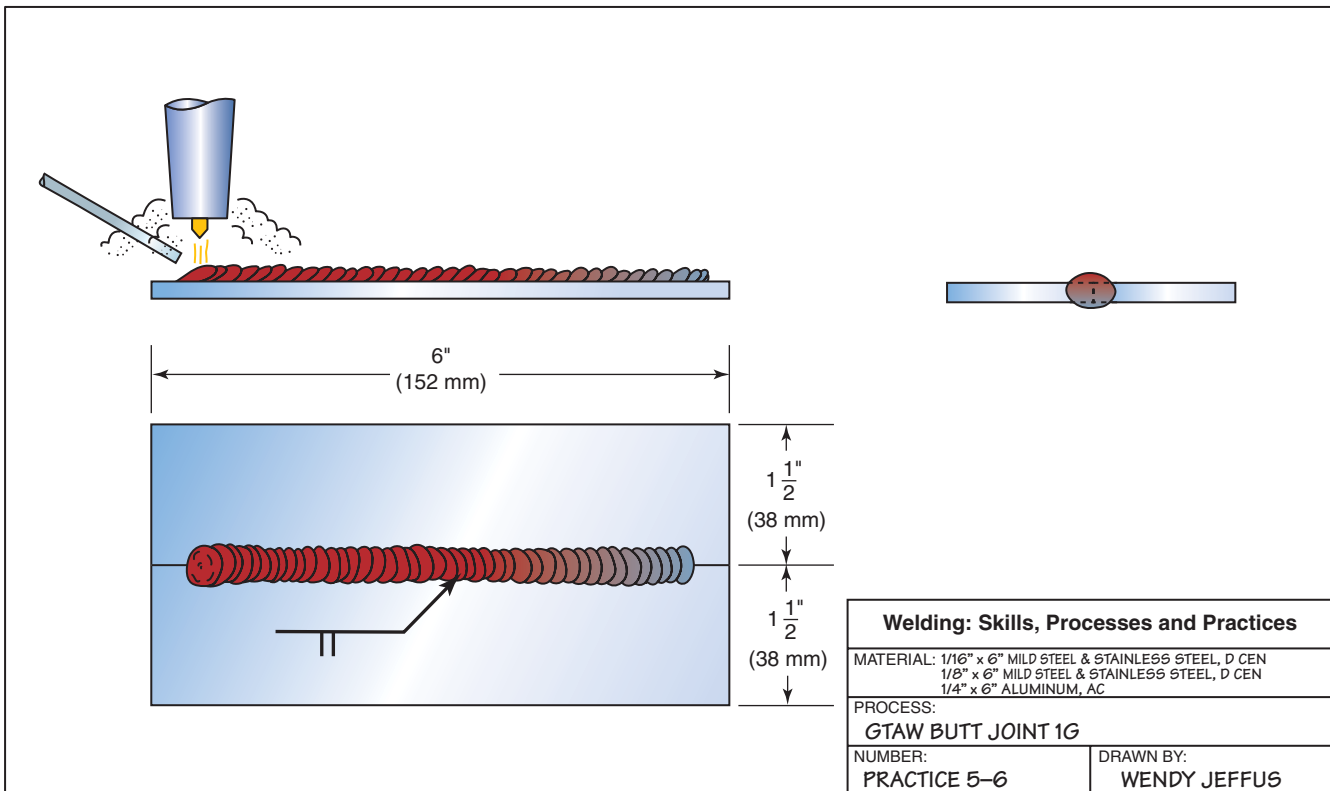 6"
(152 mm)
1 1/2"
(38 mm)
1 1/2"
(38 mm)
Welding: Skills, Processes and Practices
MATERIAL: 1/16" x 6" MILD STEEL & STAINLESS STEEL, D CEN
1/8" x 6" MILD STEEL & STAINLESS STEEL, D CEN
1/4" x 6" ALUMINUM, AC
PROCESS:
GTAW BUTT JOINT 1G
NUMBER:
PRACTICE 5–6
DRAWN BY:
WENDY JEFFUS